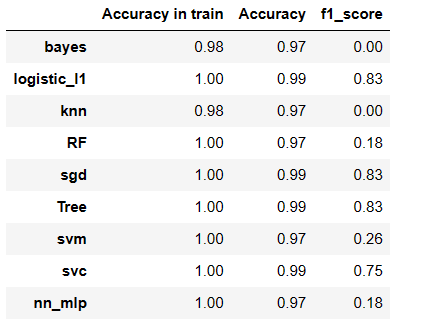 Accuracy in train Accuracy f1_score
bayes 0.98 0.97 0.00
logistic_l1 1.00 0.99 0.83
knn 0.98 0.97 0.00
RF 1.00 0.97 0.18
sgd 1.00 0.99 0.83
Tree 1.00 0.99 0.83
svm 1.00 0.97 0.26
svc 1.00 0.99 0.75
nn_mlp 1.00 0.97 0.18